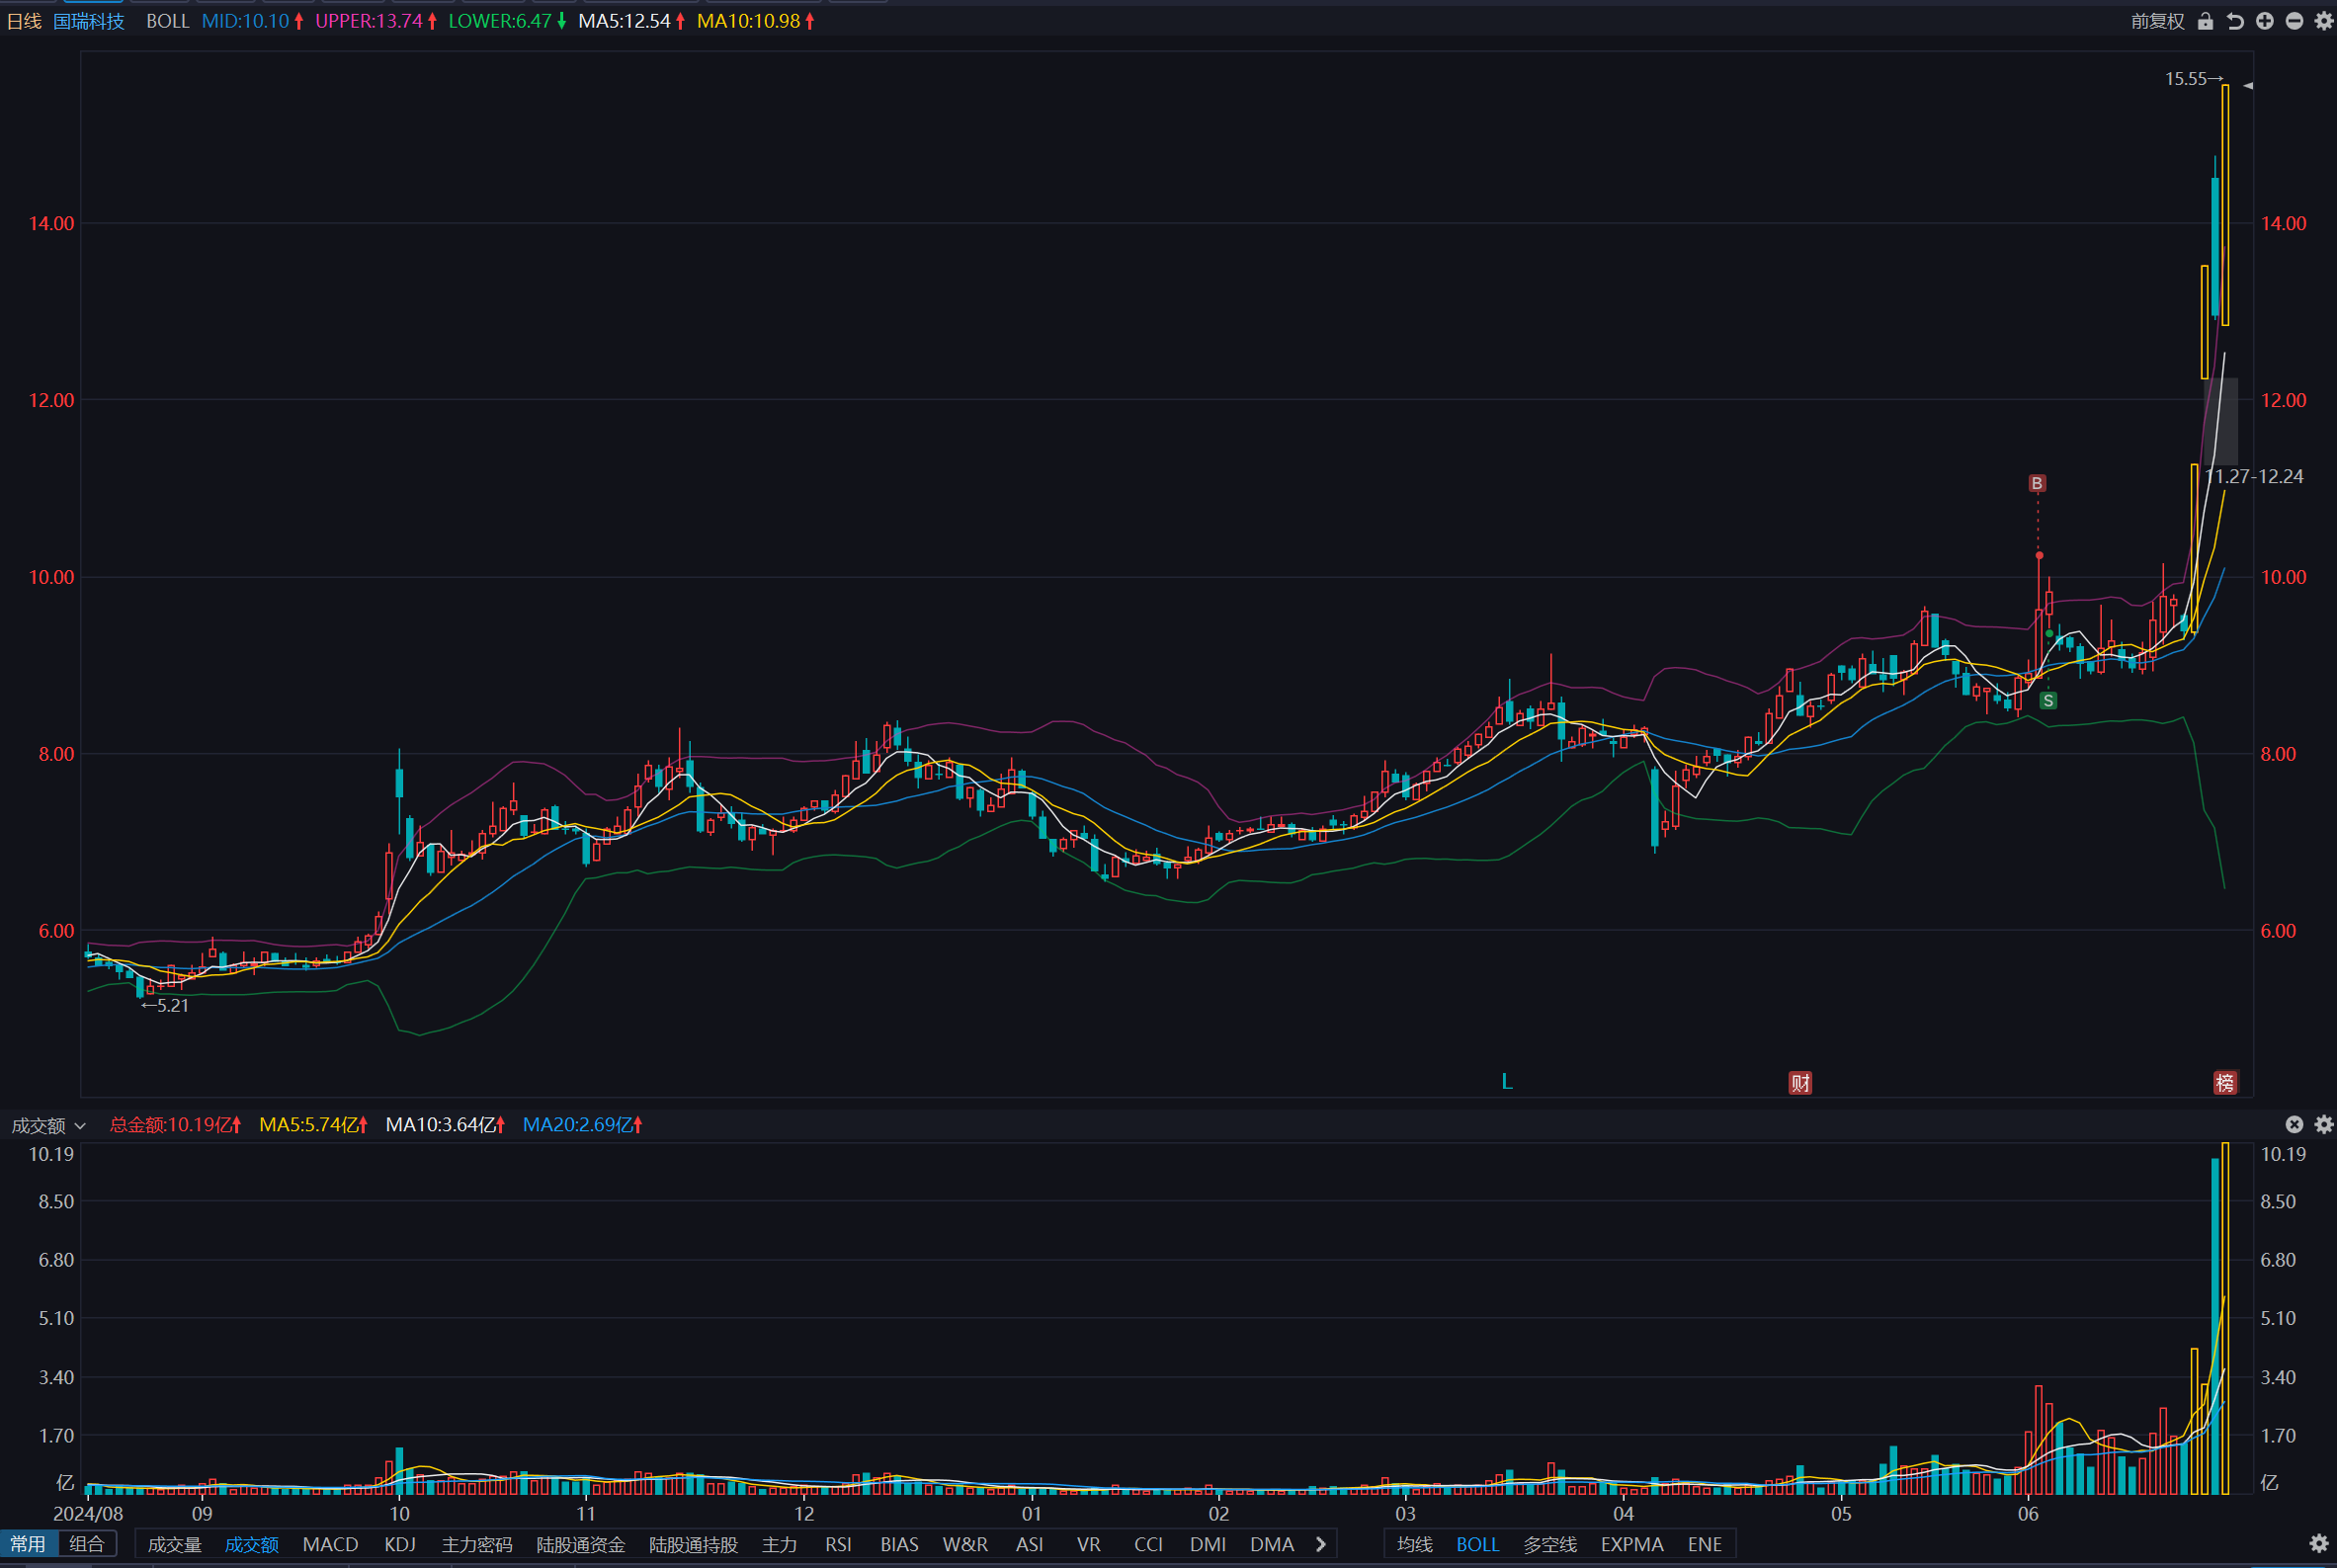 日线 国瑞科技 BOLL MID:10.10 UPPER:13.74 LOWER:6.47 MA5:12.54 MA10:10.98 前复权
15.55→
14.00 14.00
12.00 12.00
11.27-12.24
B
10.00 10.00
S
8.00 8.00
6.00 6.00
←5.21
L 财 榜
成交额 总金额:10.19亿 MA5:5.74亿 MA10:3.64亿 MA20:2.69亿
10.19 10.19
8.50 8.50
6.80 6.80
5.10 5.10
3.40 3.40
1.70 1.70
亿 亿
2024/08 09 10 11 12 01 02 03 04 05 06
常用 组合 成交量 成交额 MACD KDJ 主力密码 陆股通资金 陆股通持股 主力 RSI BIAS W&R ASI VR CCI DMI DMA 均线 BOLL 多空线 EXPMA ENE